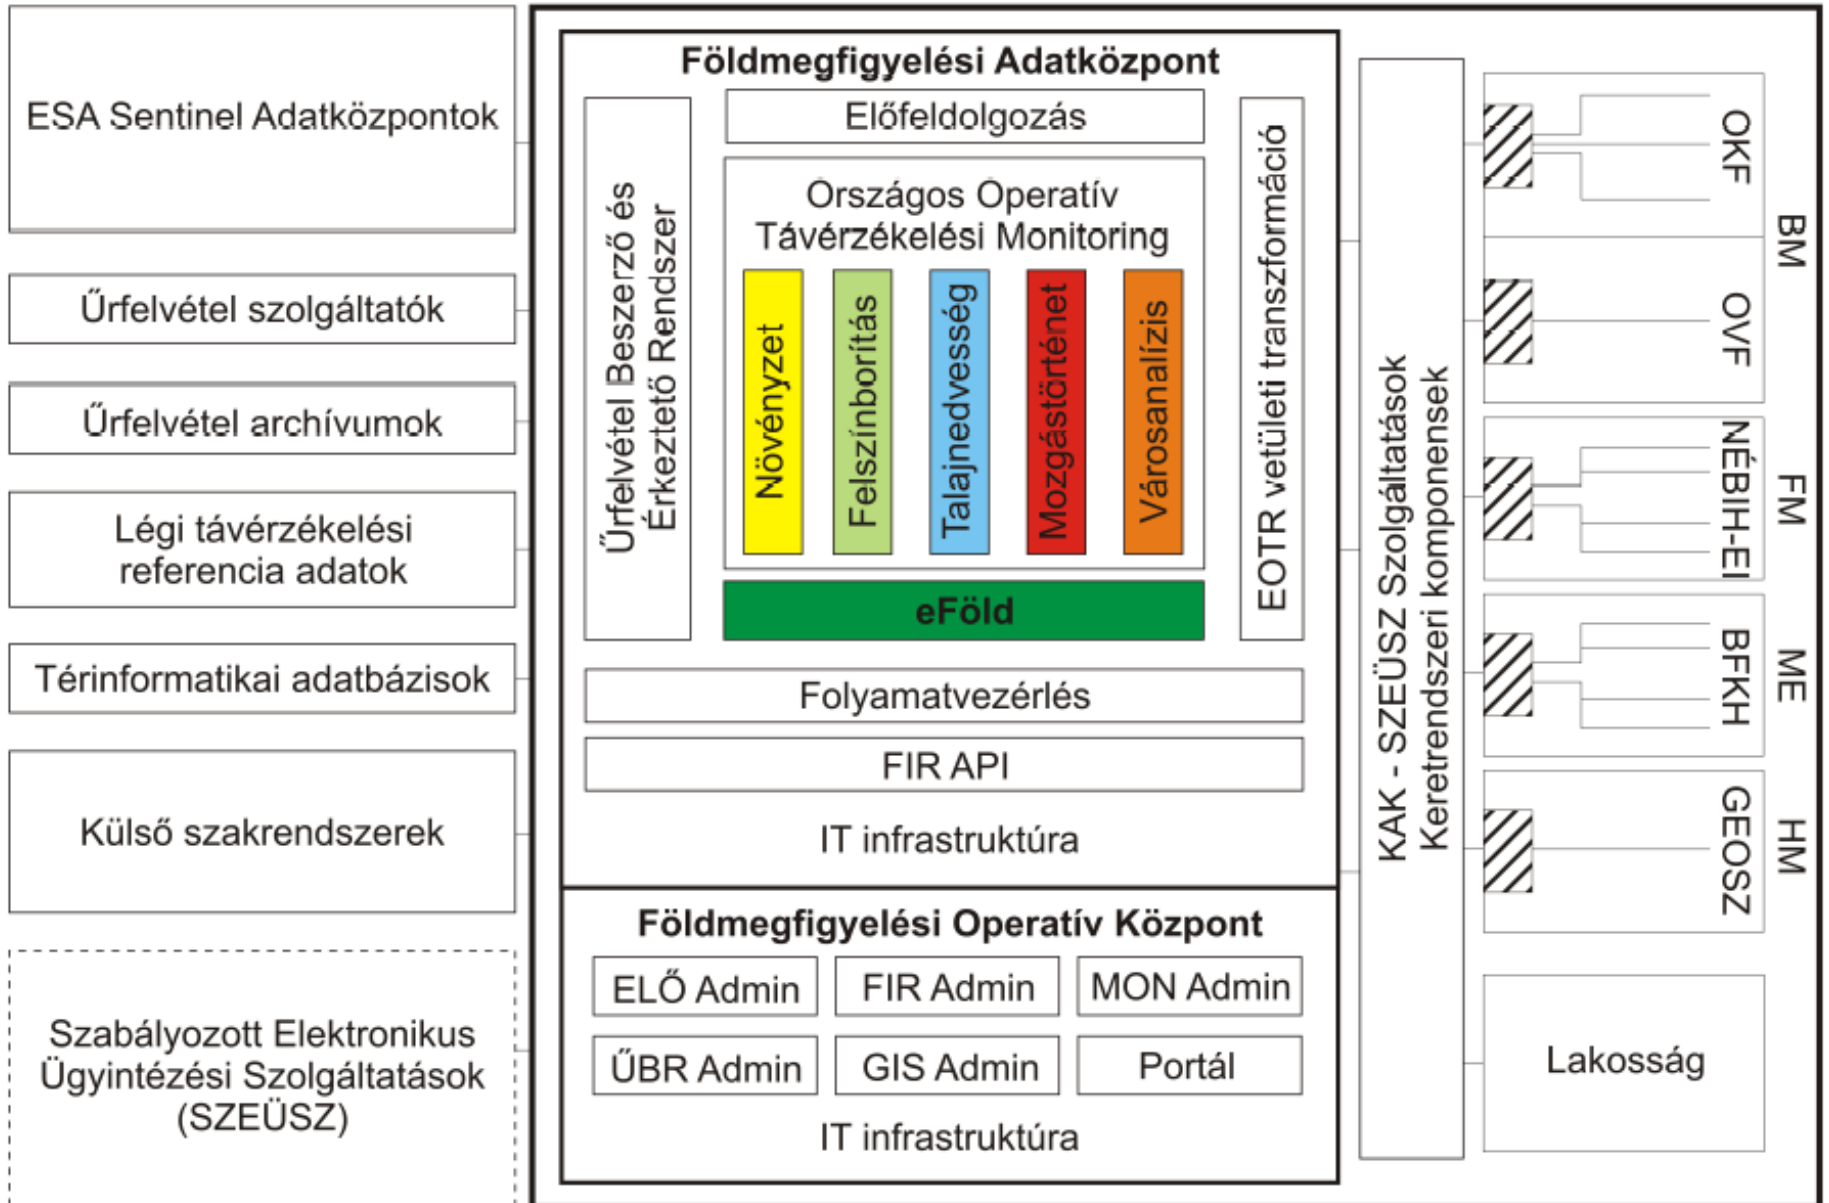 ESA Sentinel Adatközpontok
Űrfelvétel szolgáltatók
Űrfelvétel archívumok
Légi távérzékelési
referencia adatok
Térinformatikai adatbázisok
Külső szakrendszerek
Szabályozott Elektronikus
Ügyintézési Szolgáltatások
(SZEÜSZ)
Földmegfigyelési Adatközpont
Űrfelvétel Beszerző és
Érkeztető Rendszer
Előfeldolgozás
Országos Operatív
Távérzékelési Monitoring
Növényzet
Felszínborítás
Talajnedvesség
Mozgástörténet
Városanalízis
eFöld
EOTR vetületi transzformáció
Folyamatvezérlés
FIR API
IT infrastruktúra
Földmegfigyelési Operatív Központ
ELŐ Admin
FIR Admin
MON Admin
ŰBR Admin
GIS Admin
Portál
IT infrastruktúra
KAK - SZEÜSZ Szolgáltatások
Keretrendszeri komponensek
OKF
OVF
BM
NÉBIH-EI
FM
BFKH
ME
GEOSZ
HM
Lakosság